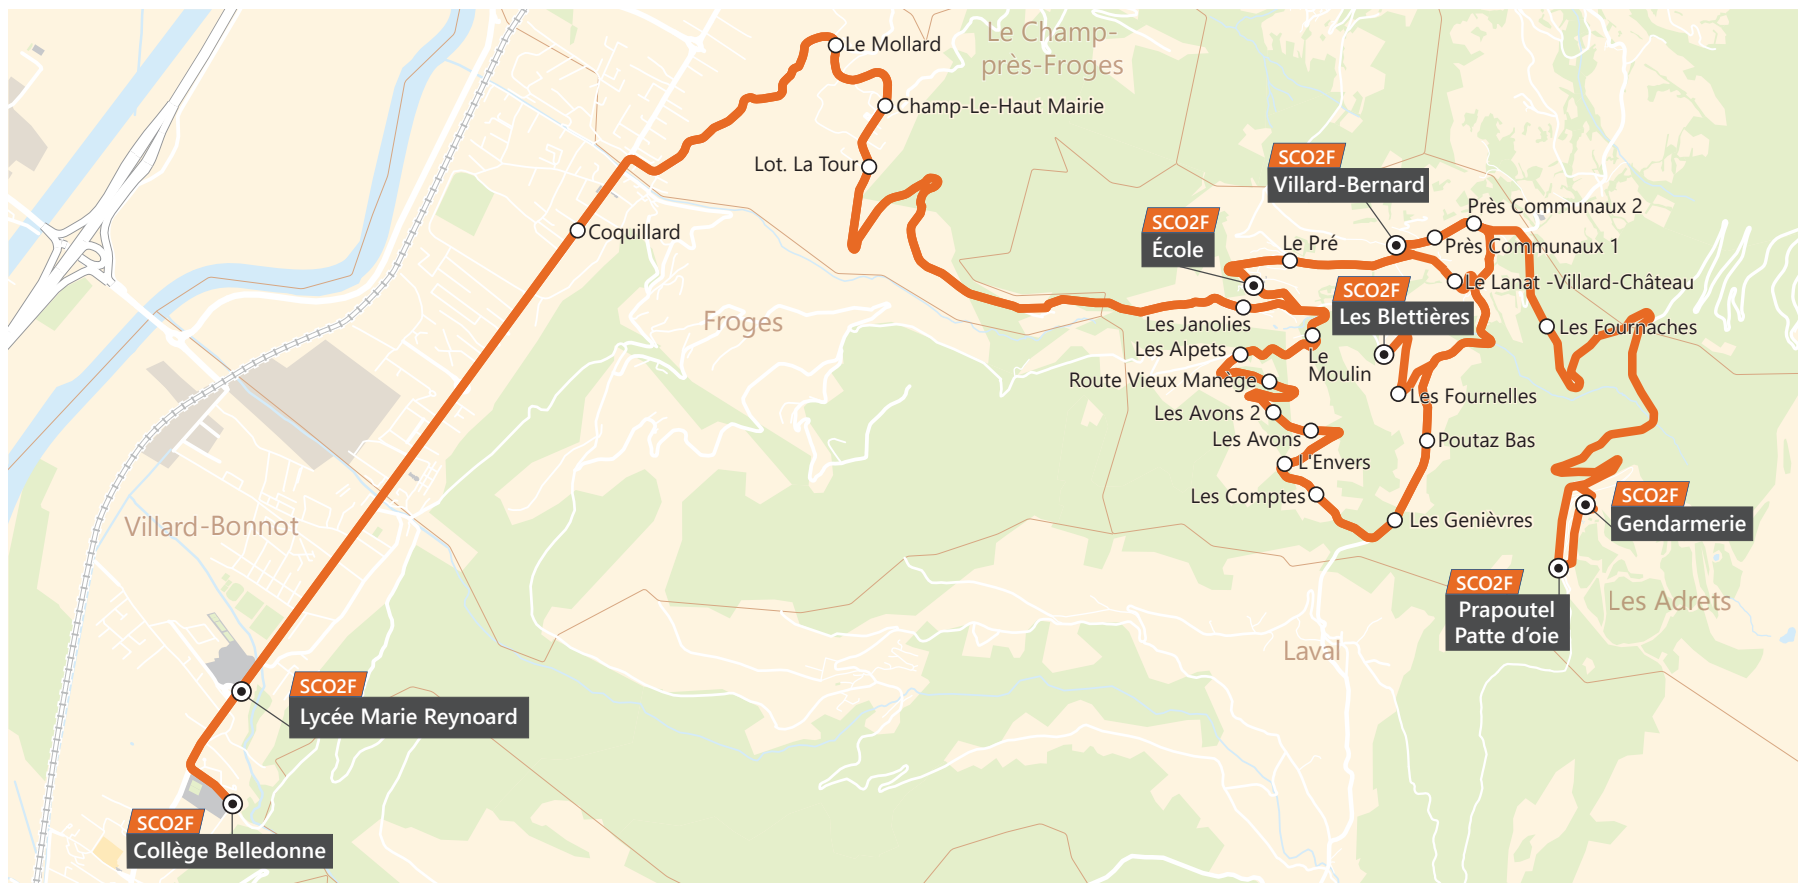 Le Mollard
Le Champ-
près-Froges
Champ-Le-Haut Mairie
Lot. La Tour
Coquillard
SCO2F
Villard-Bernard
Près Communaux 2
SCO2F
École
Le Pré
Près Communaux 1
SCO2F
Les Blettières
Le Lanat -Villard-Château
Les Janolies
Les Fournaches
Froges
Les Alpets
Le
Moulin
Route Vieux Manège
Les Fournelles
Les Avons 2
Les Avons
Poutaz Bas
L'Envers
Les Comptes
Les Genièvres
SCO2F
Gendarmerie
Villard-Bonnot
SCO2F
Prapoutel
Patte d'oie
Les Adrets
Laval
SCO2F
Lycée Marie Reynoard
SCO2F
Collège Belledonne